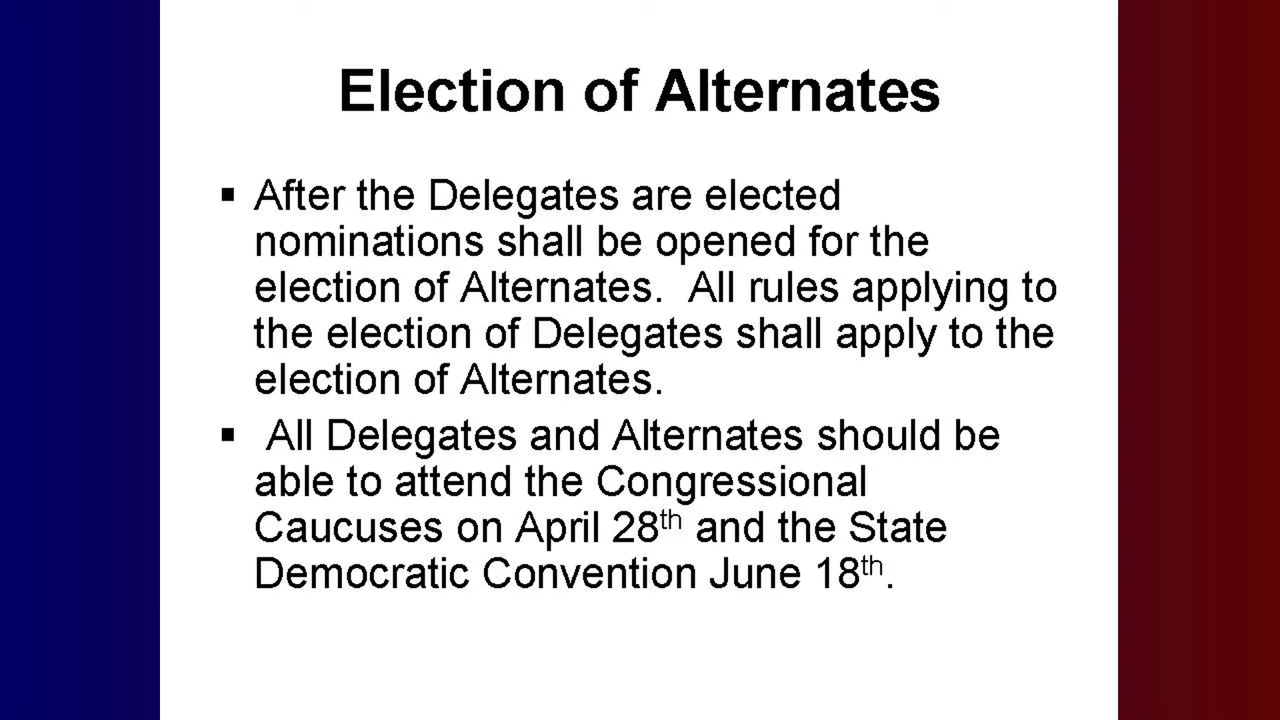 Election of Alternates
▪ After the Delegates are elected
nominations shall be opened for the
election of Alternates.  All rules applying to
the election of Delegates shall apply to the
election of Alternates.
▪  All Delegates and Alternates should be
able to attend the Congressional
Caucuses on April 28th and the State
Democratic Convention June 18th.